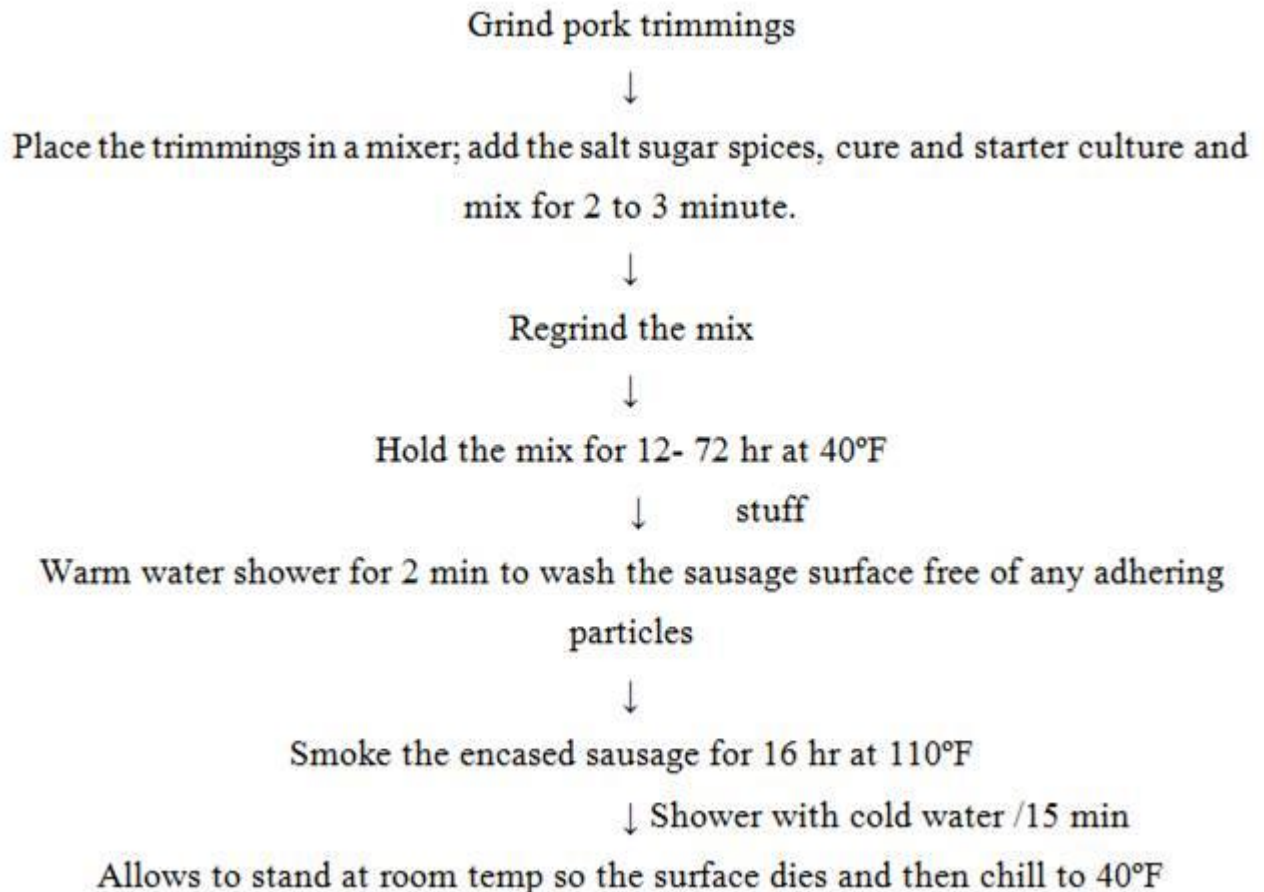 Grind pork trimmings
↓
Place the trimmings in a mixer; add the salt sugar spices, cure and starter culture and
mix for 2 to 3 minute.
↓
Regrind the mix
↓
Hold the mix for 12- 72 hr at 40°F
↓ stuff
Warm water shower for 2 min to wash the sausage surface free of any adhering
particles
↓
Smoke the encased sausage for 16 hr at 110°F
↓ Shower with cold water /15 min
Allows to stand at room temp so the surface dies and then chill to 40°F